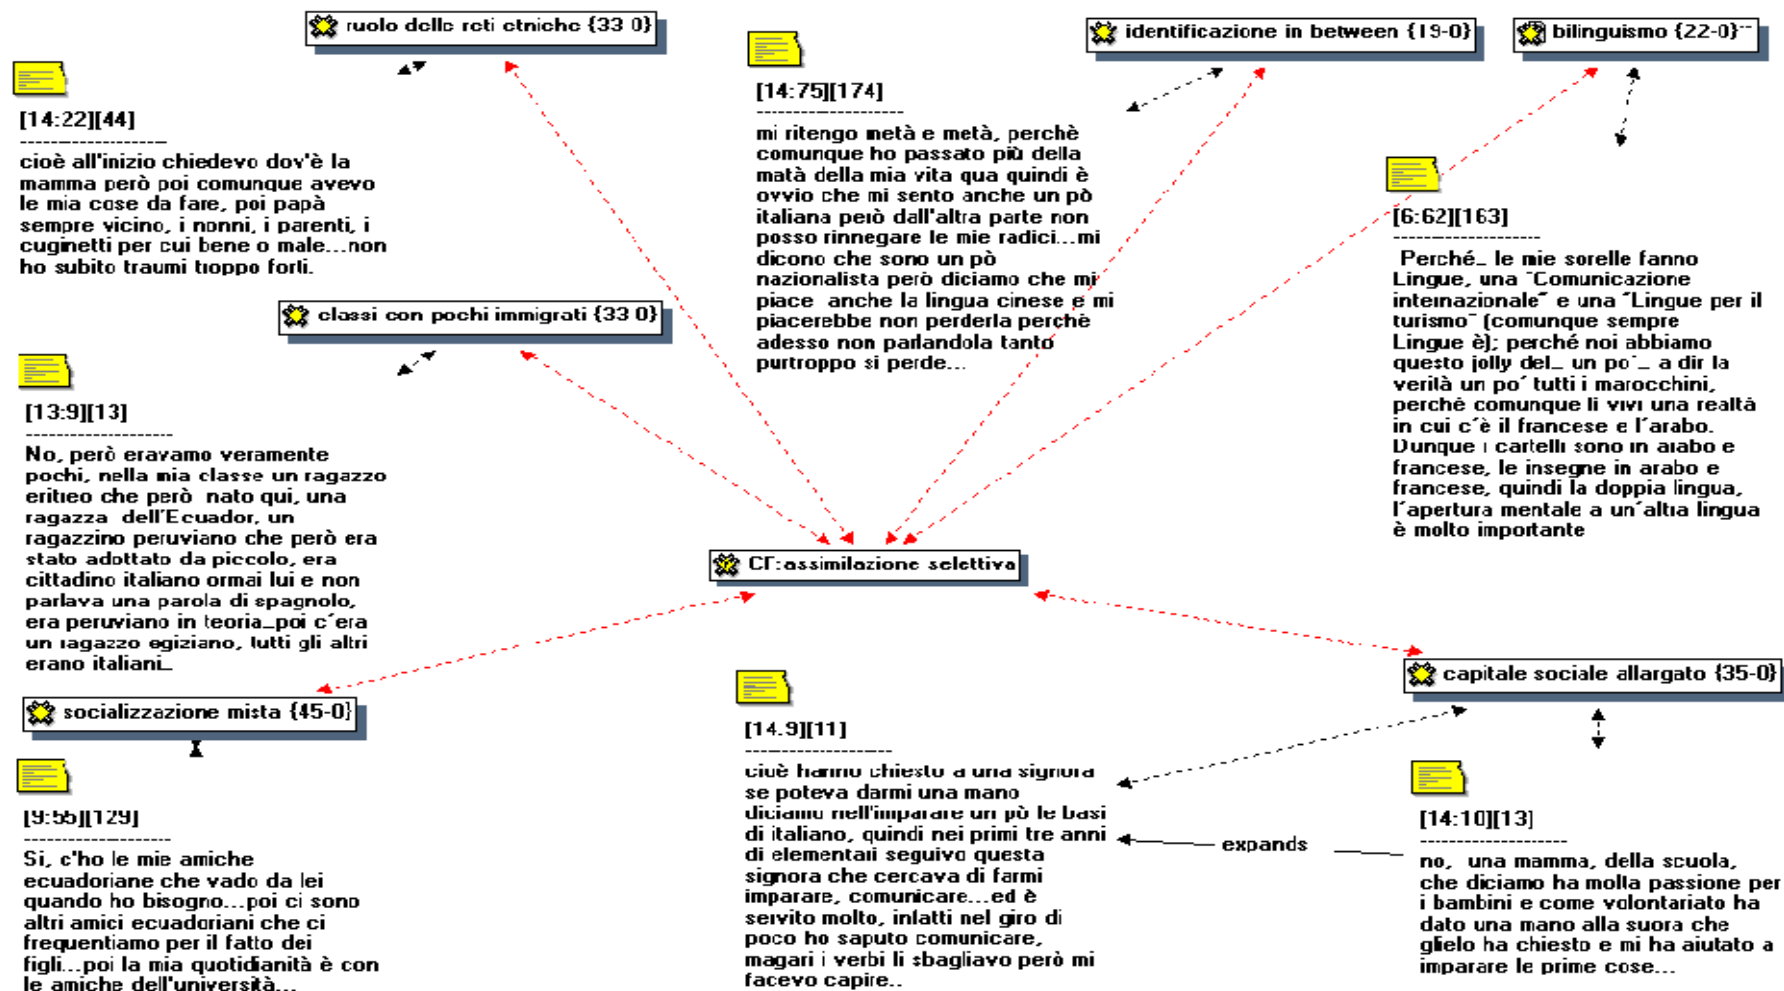 ruolo delle reti etniche {33 0}
[14:22][44]
cioè all'inizio chiedevo dov'è la
mamma però poi comunque avevo
le mia cose da fare, poi papà
sempre vicino, i nonni, i parenti, i
cuginetti per cui bene o male...non
ho subito traumi troppo forti.
classi con pochi immigrati {33 0}
[13:9][13]
No, però eravamo veramente
pochi, nella mia classe un ragazzo
eritreo che però nato qui, una
ragazza dell'Ecuador, un
ragazzino peruviano che però era
stato adottato da piccolo, era
cittadino italiano ormai lui e non
parlava una parola di spagnolo,
era peruviano in teoria_poi c´era
un ragazzo egiziano, tutti gli altri
erano italiani_
socializzazione mista {45-0}
[9:55][129]
Si, c'ho le mie amiche
ecuadoriane che vado da lei
quando ho bisogno...poi ci sono
altri amici ecuadoriani che ci
frequentiamo per il fatto dei
figli...poi la mia quotidianità è con
le amiche dell'università...
identificazione in between {19-0}
[14:75][174]
mi ritengo metà e metà, perchè
comunque ho passato più della
matà della mia vita qua quindi è
ovvio che mi sento anche un pò
italiana però dall'altra parte non
posso rinnegare le mie radici...mi
dicono che sono un pò
nazionalista però diciamo che mi
piace anche la lingua cinese e mi
piacerebbe non perderla perchè
adesso non parlandola tanto
purtroppo si perde...
bilinguismo {22-0}~
[6:62][163]
Perché_ le mie sorelle fanno
Lingue, una ¨Comunicazione
internazionale¨ e una ¨Lingue per il
turismo¨ (comunque sempre
Lingue è); perché noi abbiamo
questo jolly del_ un po´_ a dir la
verità un po´ tutti i marocchini,
perché comunque lì vivi una realtà
in cui c´è il francese e l´arabo.
Dunque i cartelli sono in arabo e
francese, le insegne in arabo e
francese, quindi la doppia lingua,
l´apertura mentale a un´altra lingua
è molto importante
CF:assimilazione selettiva
capitale sociale allargato {35-0}
[14:9][11]
cioè hanno chiesto a una signora
se poteva darmi una mano
diciamo nell'imparare un pò le basi
di italiano, quindi nei primi tre anni
di elementari seguivo questa
signora che cercava di farmi
imparare, comunicare...ed è
servito molto, infatti nel giro di
poco ho saputo comunicare,
magari i verbi li sbagliavo però mi
facevo capire..
expands
[14:10][13]
no, una mamma, della scuola,
che diciamo ha molta passione per
i bambini e come volontariato ha
dato una mano alla suora che
glielo ha chiesto e mi ha aiutato a
imparare le prime cose...